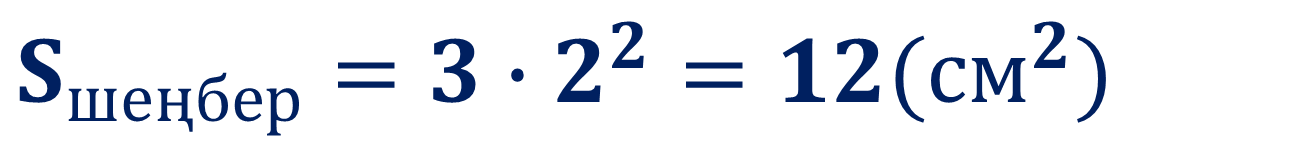 Sшеңбер = 3 · 2² = 12(см²)